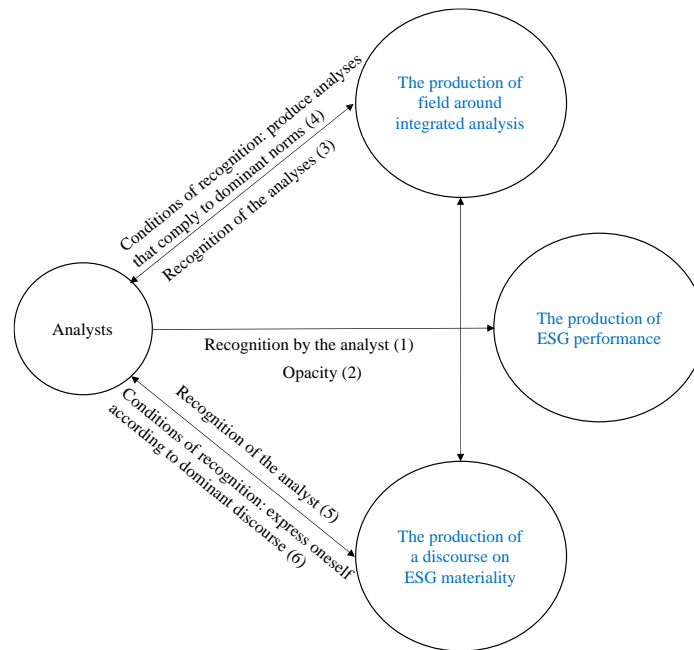 The production of
field around
integrated analysis
Conditions of recognition: produce analyses
that comply to dominant norms (4)
Recognition of the analyses (3)
Analysts
Recognition by the analyst (1)
Opacity (2)
The production of
ESG performance
Recognition of the analyst (5)
Conditions of recognition: express oneself
according to dominant discourse (6)
The production of
a discourse on
ESG materiality